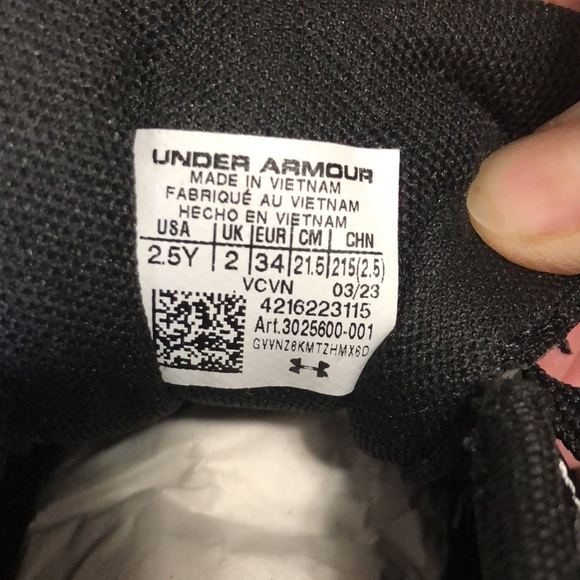 UNDER ARMOUR
MADE IN VIETNAM
FABRIQUÉ AU VIETNAM
HECHO EN VIETNAM
USA UK EUR CM CHN
2.5Y 2 34 21.5 215(2.5)
VCVN 03/23
4216223115
Art.3025600-001
GVVNZ8KMTZHMX6D